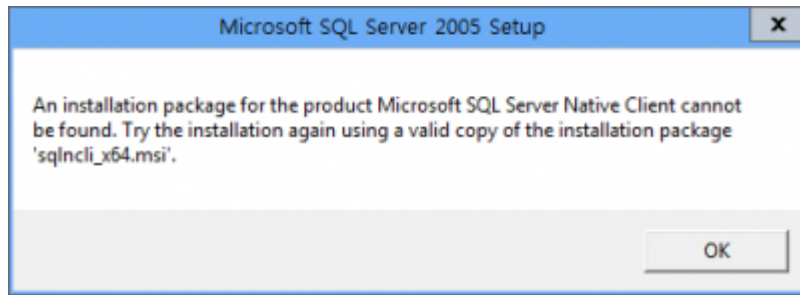 Microsoft SQL Server 2005 Setup
An installation package for the product Microsoft SQL Server Native Client cannot
be found. Try the installation again using a valid copy of the installation package
'sqlncli_x64.msi'.
OK